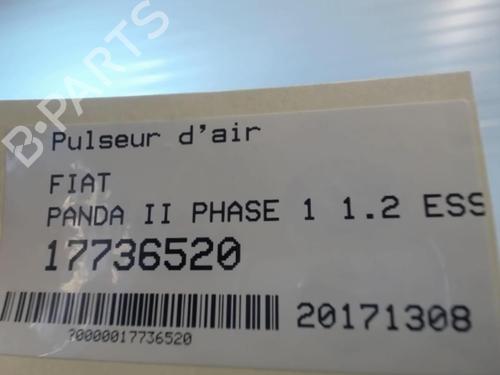 B-PARTS
Pulseur d'air
FIAT
PANDA II PHASE 1 1.2 ESS
17736520
20171308
?0000017736520